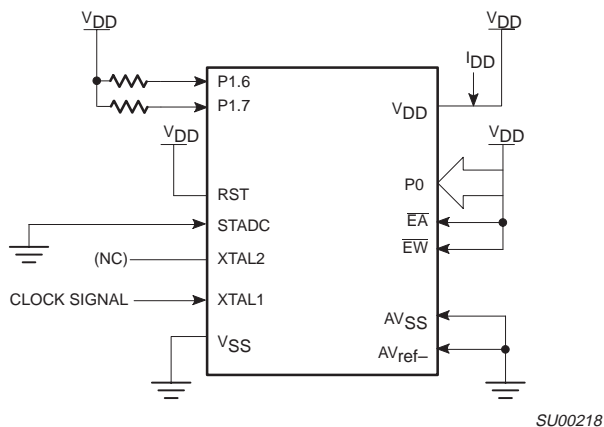 VDD
VDD
IDD
P1.6
P1.7
VDD
VDD
VDD
RST
P0
STADC
EA
(NC)
XTAL2
EW
CLOCK SIGNAL
XTAL1
AVSS
VSS
AVref–
SU00218